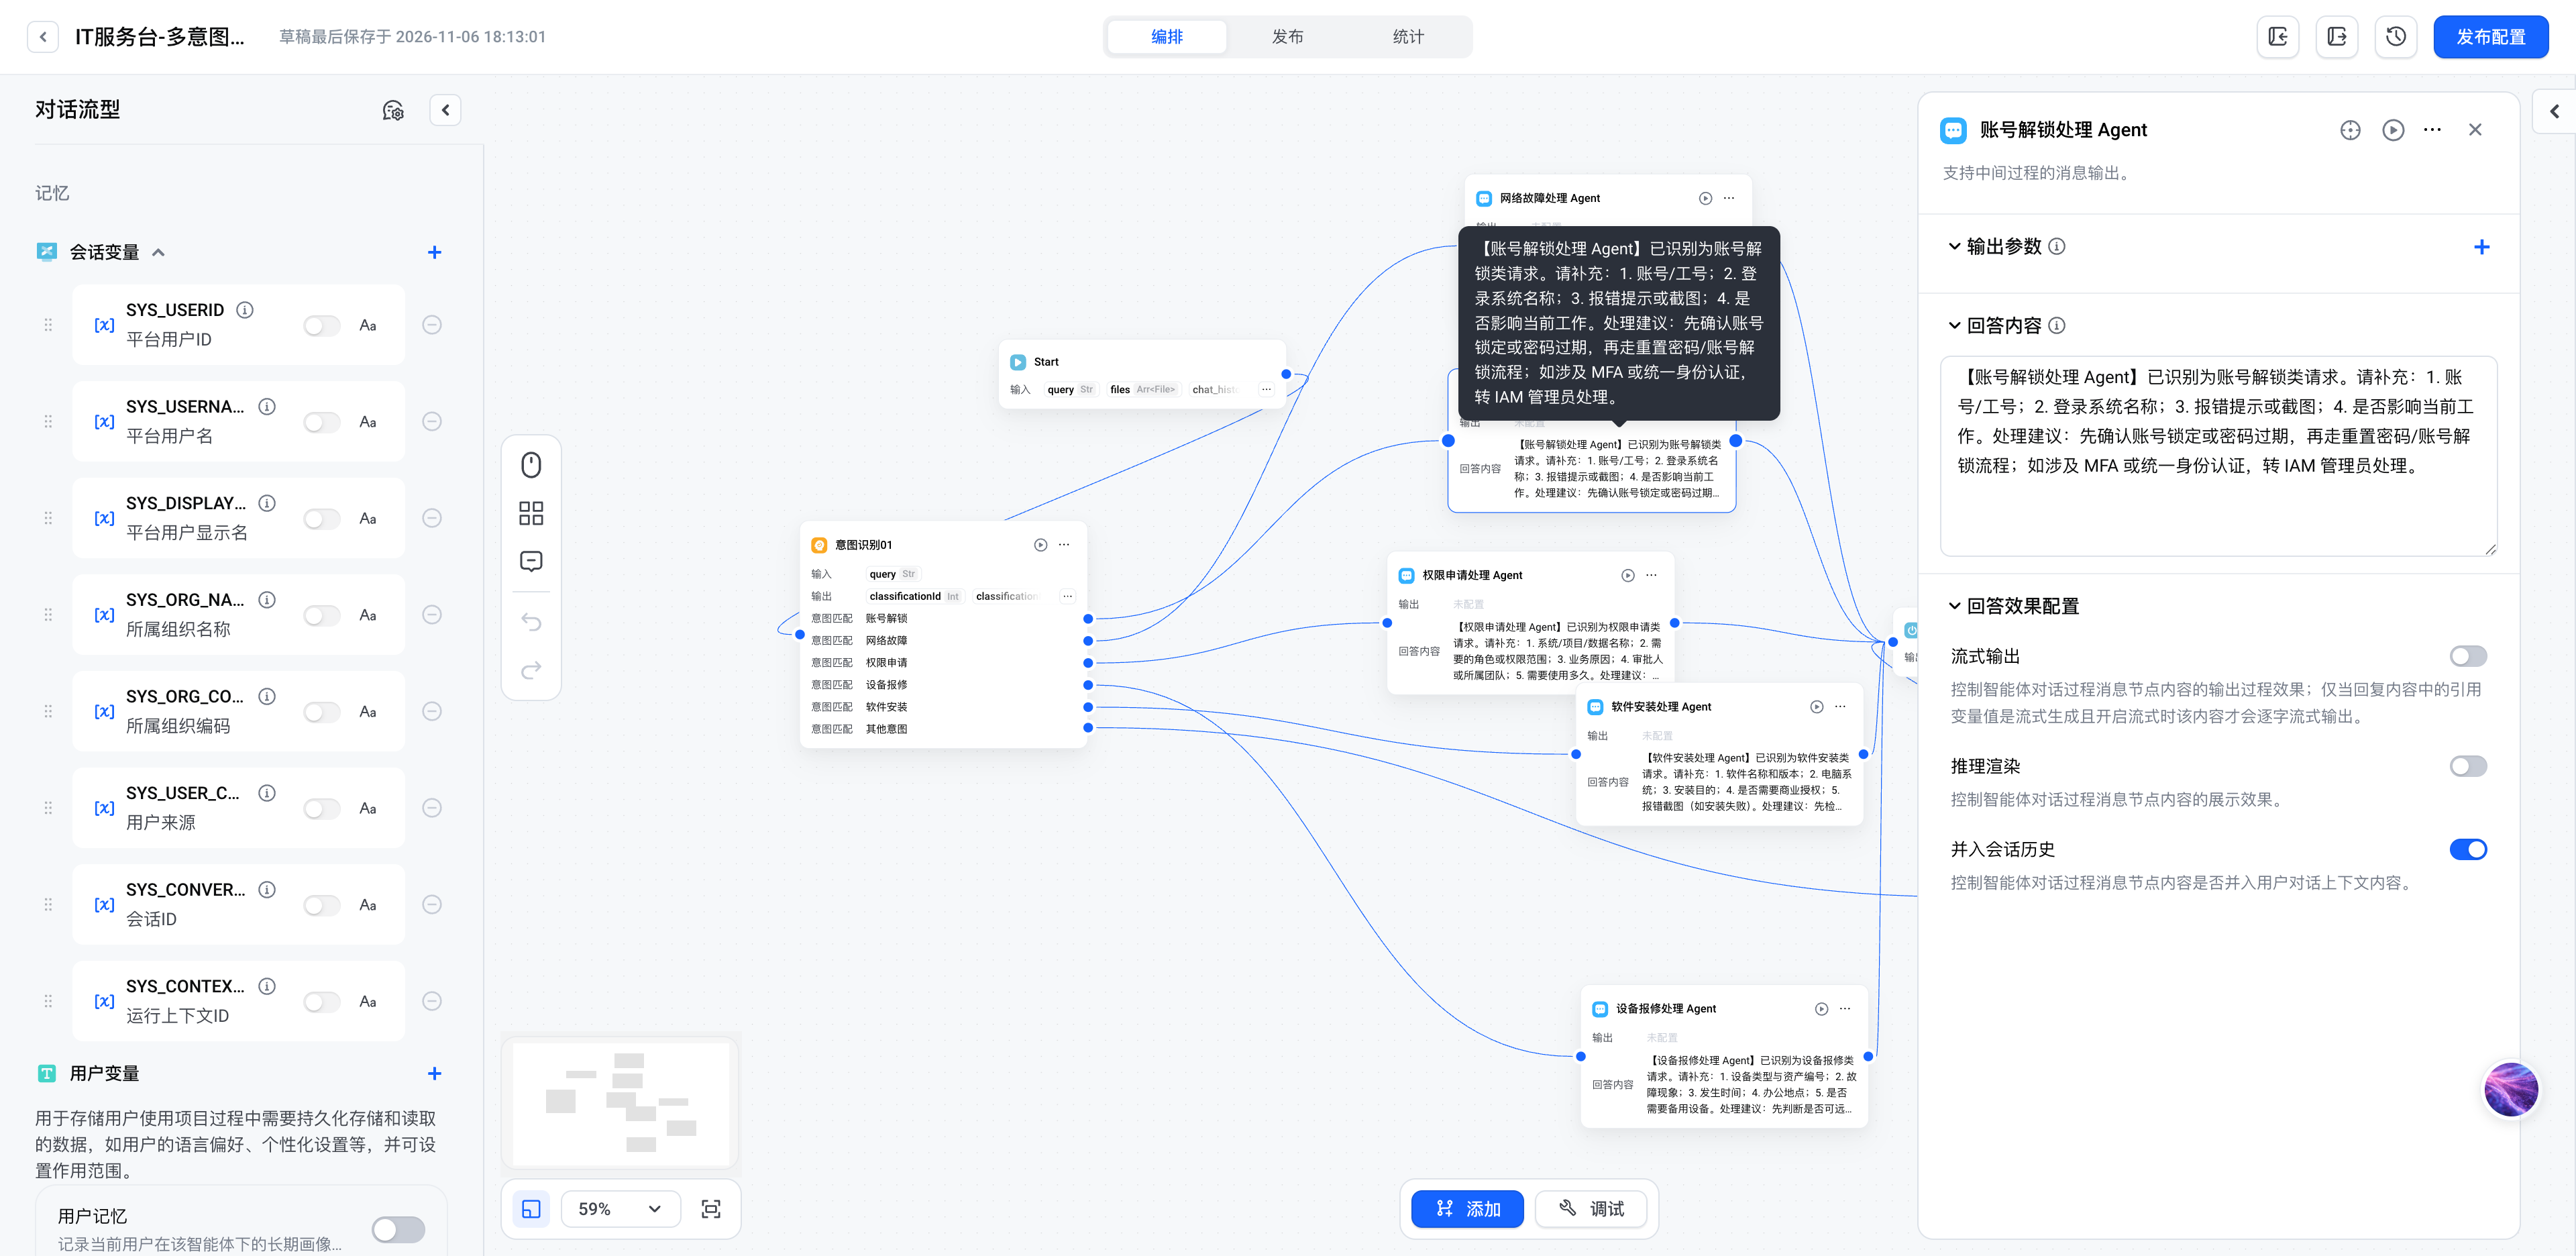 IT服务台-多意图...
草稿最后保存于 2026-11-06 18:13:01
编排
发布
统计
发布配置
对话流型
记忆
会话变量
SYS_USERID
平台用户ID
Aa
SYS_USERNA...
平台用户名
Aa
SYS_DISPLAY...
平台用户显示名
Aa
SYS_ORG_NA...
所属组织名称
Aa
SYS_ORG_CO...
所属组织编码
Aa
SYS_USER_C...
用户来源
Aa
SYS_CONVER...
会话ID
Aa
SYS_CONTEX...
运行上下文ID
Aa
用户变量
用于存储用户使用项目过程中需要持久化存储和读取
的数据，如用户的语言偏好、个性化设置等，并可设
置作用范围。
用户记忆
记录当前用户在该智能体下的长期画像...
Start
输入 query Str files Arr<File> chat_hist
意图识别01
输入 query Str
输出 classificationId Int classification
意图匹配 账号解锁
意图匹配 网络故障
意图匹配 权限申请
意图匹配 设备报修
意图匹配 软件安装
意图匹配 其他意图
网络故障处理 Agent
【账号解锁处理 Agent】已识别为账号解
锁类请求。请补充：1. 账号/工号；2. 登
录系统名称；3. 报错提示或截图；4. 是
否影响当前工作。处理建议：先确认账号
锁定或密码过期，再走重置密码/账号解
锁流程；如涉及 MFA 或统一身份认证，
转 IAM 管理员处理。
输出 未配置
回答内容
【账号解锁处理 Agent】已识别为账号解锁类
请求。请补充：1. 账号/工号；2. 登录系统名
称；3. 报错提示或截图；4. 是否影响当前工
作。处理建议：先确认账号锁定或密码过期...
权限申请处理 Agent
输出 未配置
回答内容
【权限申请处理 Agent】已识别为权限申请类
请求。请补充：1. 系统/项目/数据名称；2. 需
要的角色或权限范围；3. 业务原因；4. 审批人
或所属团队；5. 需要使用多久。处理建议：...
软件安装处理 Agent
输出 未配置
回答内容
【软件安装处理 Agent】已识别为软件安装类
请求。请补充：1. 软件名称和版本；2. 电脑系
统；3. 安装目的；4. 是否需要商业授权；5.
报错截图（如安装失败）。处理建议：先检...
设备报修处理 Agent
输出 未配置
回答内容
【设备报修处理 Agent】已识别为设备报修类
请求。请补充：1. 设备类型与资产编号；2. 故
障现象；3. 发生时间；4. 办公地点；5. 是否
需要备用设备。处理建议：先判断是否可远...
59%
添加
调试
账号解锁处理 Agent
支持中间过程的消息输出。
输出参数
回答内容
【账号解锁处理 Agent】已识别为账号解锁类请求。请补充：1. 账
号/工号；2. 登录系统名称；3. 报错提示或截图；4. 是否影响当前工
作。处理建议：先确认账号锁定或密码过期，再走重置密码/账号解
锁流程；如涉及 MFA 或统一身份认证，转 IAM 管理员处理。
回答效果配置
流式输出
控制智能体对话过程消息节点内容的输出过程效果；仅当回复内容中的引用
变量值是流式生成且开启流式时该内容才会逐字流式输出。
推理渲染
控制智能体对话过程消息节点内容的展示效果。
并入会话历史
控制智能体对话过程消息节点内容是否并入用户对话上下文内容。